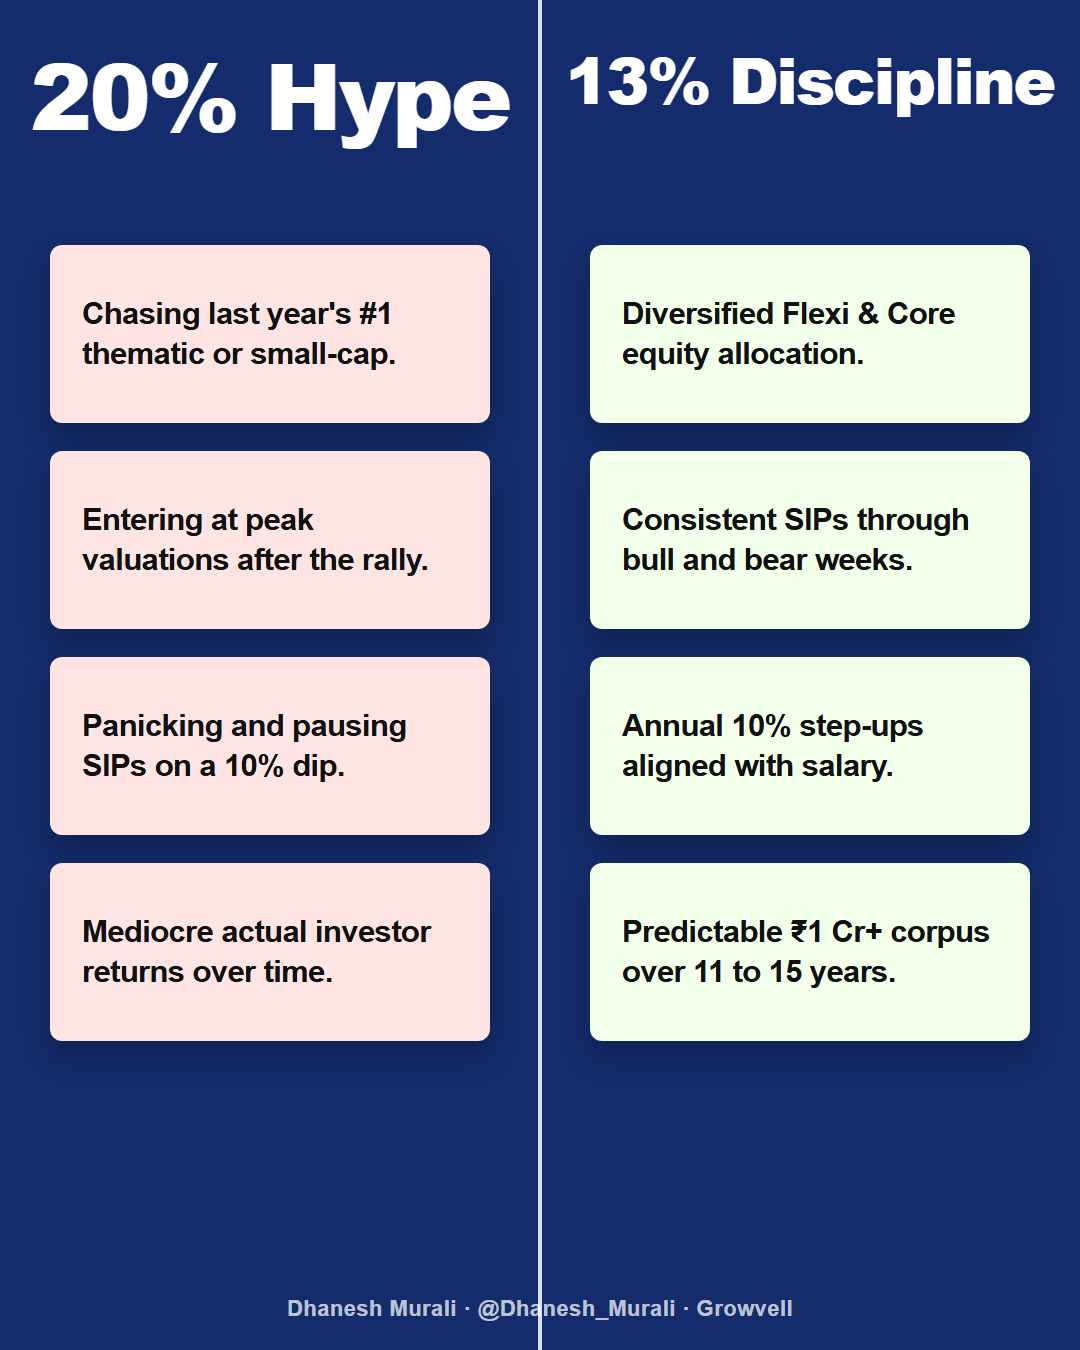 20% Hype
Chasing last year's #1
thematic or small-cap.
Entering at peak
valuations after the rally.
Panicking and pausing
SIPs on a 10% dip.
Mediocre actual investor
returns over time.
13% Discipline
Diversified Flexi & Core
equity allocation.
Consistent SIPs through
bull and bear weeks.
Annual 10% step-ups
aligned with salary.
Predictable ₹1 Cr+ corpus
over 11 to 15 years.
Dhanesh Murali · @Dhanesh_Murali · Growvell